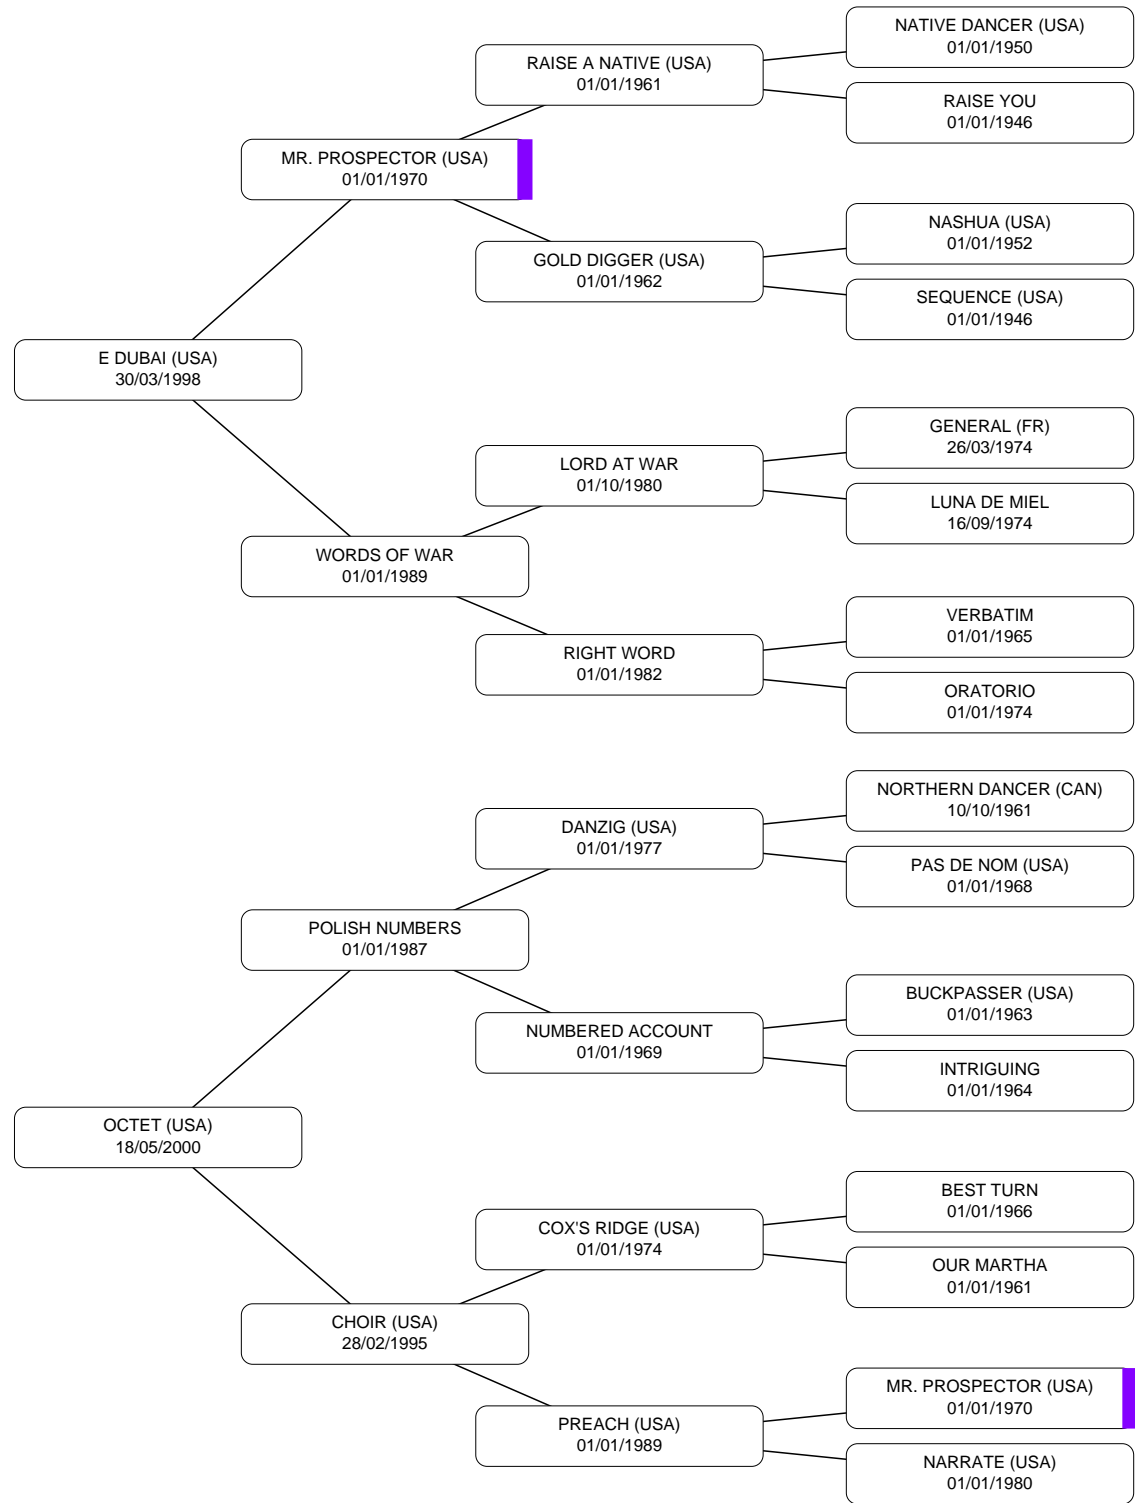 NATIVE DANCER (USA)
01/01/1950
RAISE A NATIVE (USA)
01/01/1961
RAISE YOU
01/01/1946
MR. PROSPECTOR (USA)
01/01/1970
NASHUA (USA)
01/01/1952
GOLD DIGGER (USA)
01/01/1962
SEQUENCE (USA)
01/01/1946
E DUBAI (USA)
30/03/1998
GENERAL (FR)
26/03/1974
LORD AT WAR
01/10/1980
LUNA DE MIEL
16/09/1974
WORDS OF WAR
01/01/1989
VERBATIM
01/01/1965
RIGHT WORD
01/01/1982
ORATORIO
01/01/1974
NORTHERN DANCER (CAN)
10/10/1961
DANZIG (USA)
01/01/1977
PAS DE NOM (USA)
01/01/1968
POLISH NUMBERS
01/01/1987
BUCKPASSER (USA)
01/01/1963
NUMBERED ACCOUNT
01/01/1969
INTRIGUING
01/01/1964
OCTET (USA)
18/05/2000
BEST TURN
01/01/1966
COX'S RIDGE (USA)
01/01/1974
OUR MARTHA
01/01/1961
CHOIR (USA)
28/02/1995
MR. PROSPECTOR (USA)
01/01/1970
PREACH (USA)
01/01/1989
NARRATE (USA)
01/01/1980